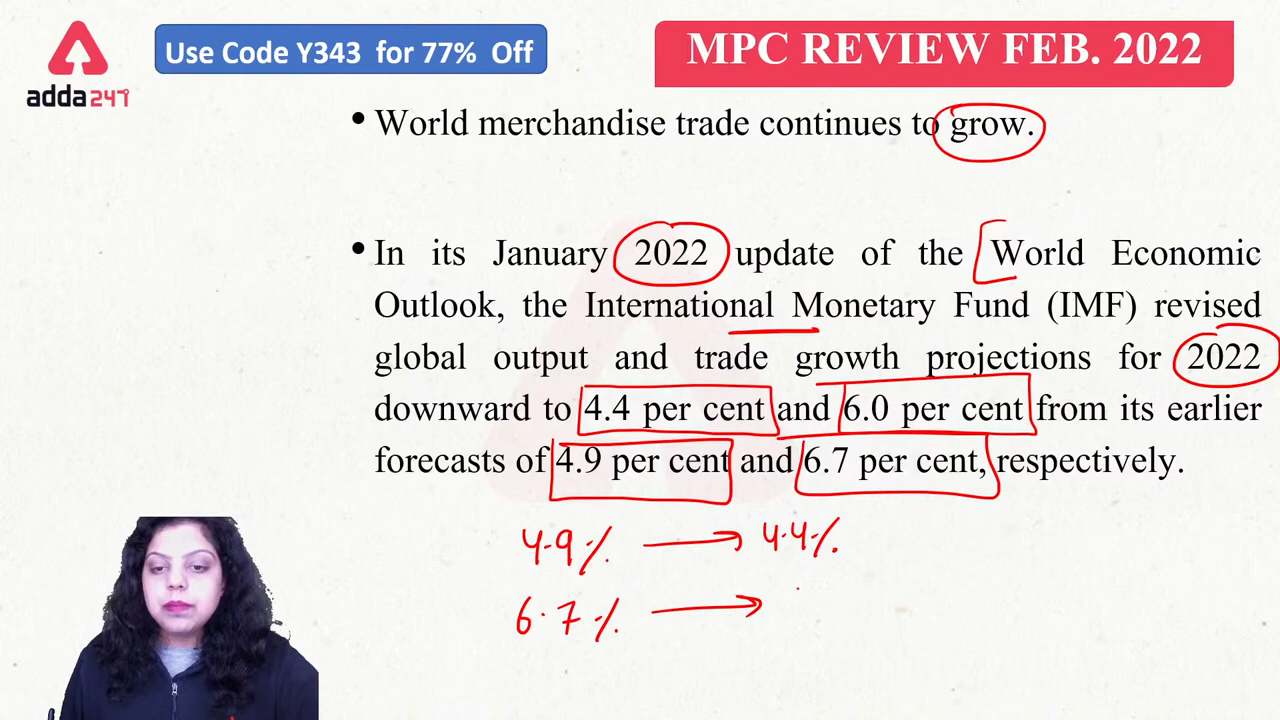 adda247
Use Code Y343 for 77% Off
MPC REVIEW FEB. 2022
• World merchandise trade continues to grow.
• In its January 2022 update of the World Economic
Outlook, the International Monetary Fund (IMF) revised
global output and trade growth projections for 2022
downward to 4.4 per cent and 6.0 per cent from its earlier
forecasts of 4.9 per cent and 6.7 per cent, respectively.
4.9% → 4.4%
6.7% →